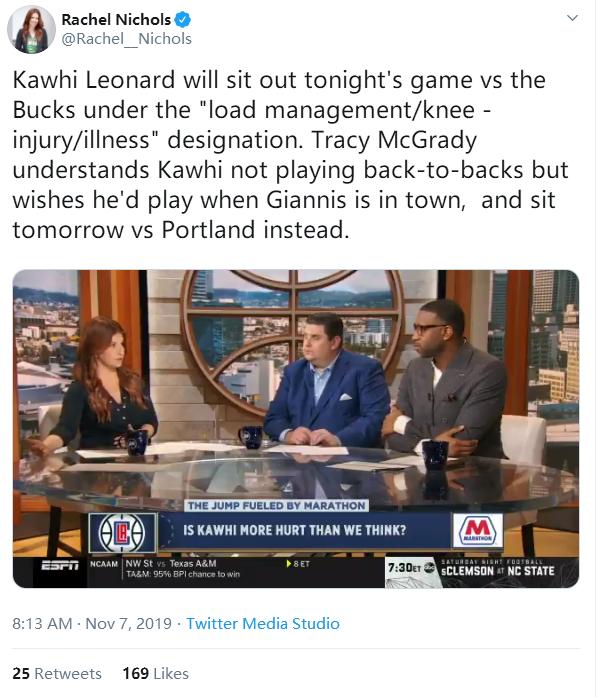 Rachel Nichols
@Rachel__Nichols
Kawhi Leonard will sit out tonight's game vs the
Bucks under the "load management/knee -
injury/illness" designation. Tracy McGrady
understands Kawhi not playing back-to-backs but
wishes he'd play when Giannis is in town,  and sit
tomorrow vs Portland instead.
THE JUMP FUELED BY MARATHON
IS KAWHI MORE HURT THAN WE THINK?
M
MARATHON
ESPN
NCAAM
NW St vs Texas A&M
8 ET
TA&M: 95% BPI chance to win
7:30ET abc
SATURDAY NIGHT FOOTBALL
5CLEMSON AT NC STATE
8:13 AM · Nov 7, 2019 · Twitter Media Studio
25 Retweets 169 Likes